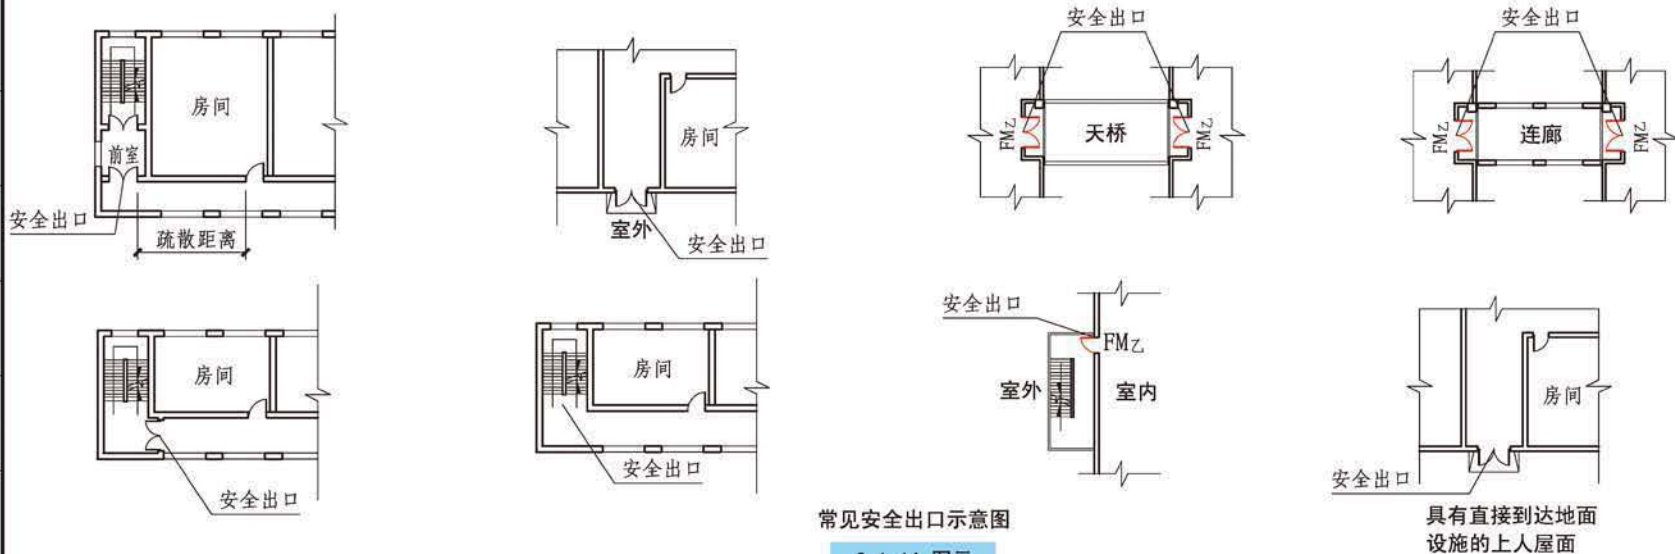 安全出口
安全出口
房间
前室
安全出口
疏散距离
房间
室外
安全出口
FM乙
天桥
FM乙
FM乙
连廊
FM乙
房间
安全出口
房间
安全出口
安全出口
FM乙
室外
室内
房间
安全出口
常见安全出口示意图
具有直接到达地面
设施的上人屋面